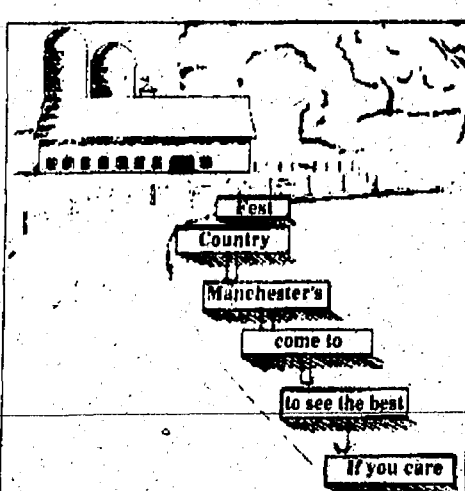 If you care
to see the best
come to
Manchester's
Country
Fest